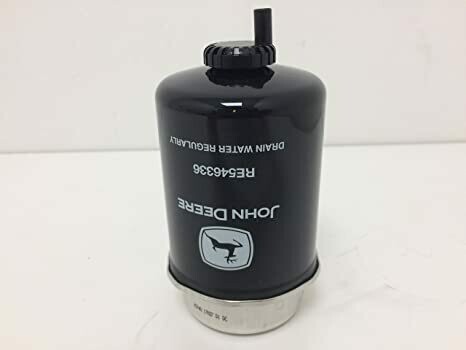 JOHN DEERE
RE546336
DRAIN WATER REGULARLY